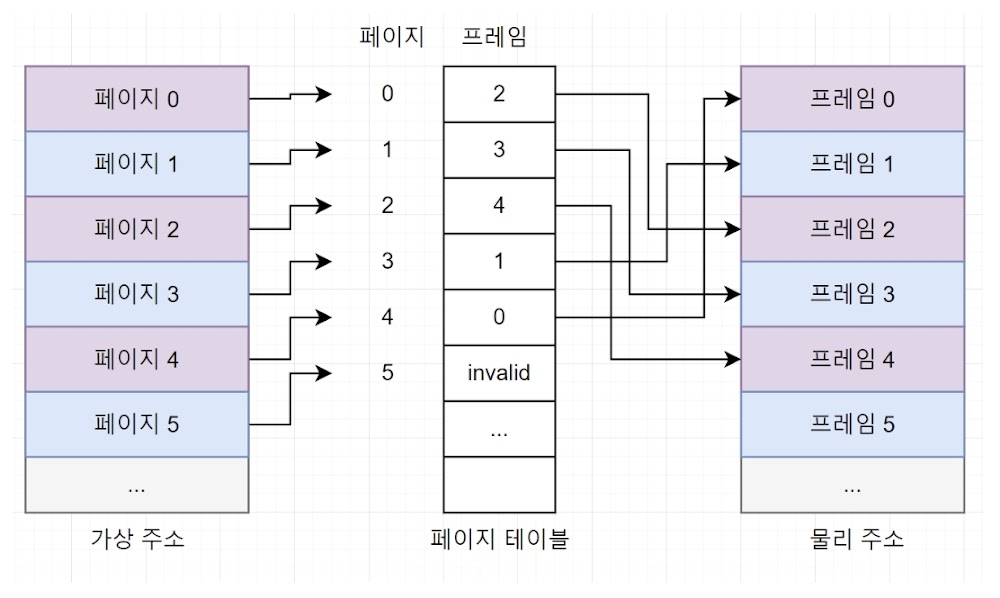 페이지 프레임
페이지 0
페이지 1
페이지 2
페이지 3
페이지 4
페이지 5
...
가상 주소
0 2
1 3
2 4
3 1
4 0
5 invalid
...
페이지 테이블
프레임 0
프레임 1
프레임 2
프레임 3
프레임 4
프레임 5
...
물리 주소